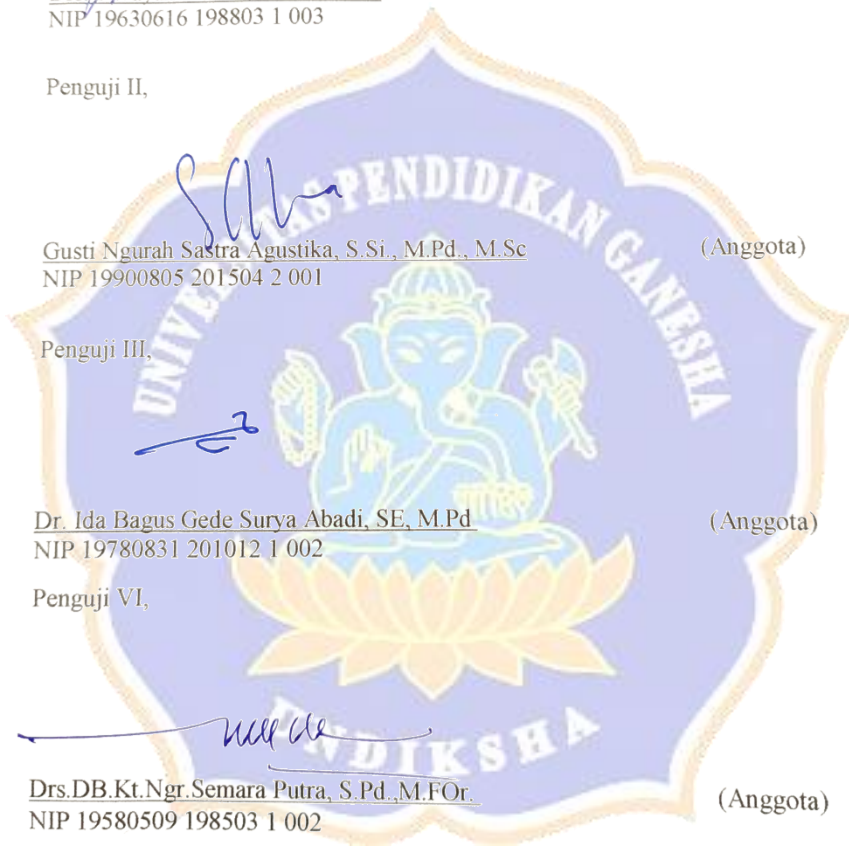 NIP 19630616 198803 1 003
Penguji II,
Gusti Ngurah Sastra Agustika, S.Si., M.Pd., M.Sc (Anggota)
NIP 19900805 201504 2 001
Penguji III,
Dr. Ida Bagus Gede Surya Abadi, SE, M.Pd (Anggota)
NIP 19780831 201012 1 002
Penguji VI,
Drs.DB.Kt.Ngr.Semara Putra, S.Pd.,M.FOr. (Anggota)
NIP 19580509 198503 1 002
UNIVERSITAS PENDIDIKAN GANESHA
UNDIKSHA